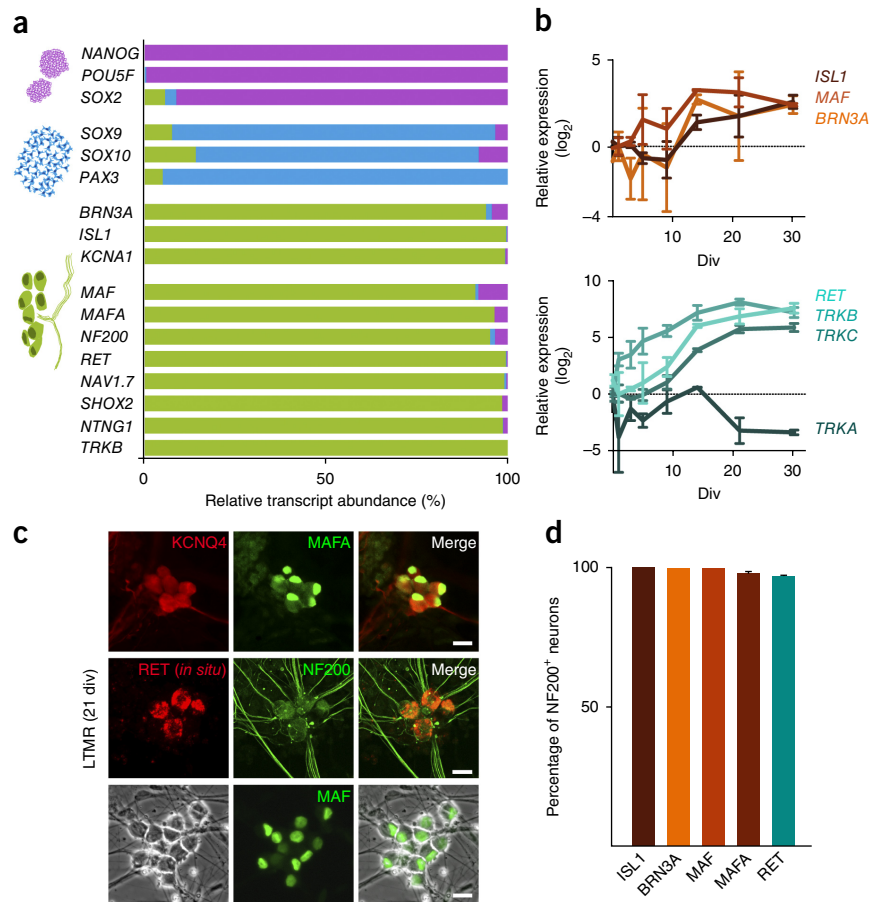 a
NANOG
POU5F
SOX2
SOX9
SOX10
PAX3
BRN3A
ISL1
KCNA1
MAF
MAFA
NF200
RET
NAV1.7
SHOX2
NTNG1
TRKB
0 50 100
Relative transcript abundance (%)
b
Relative expression
(log2)
5
0
−4
10 20 30
Div
ISL1
MAF
BRN3A
Relative expression
(log2)
10
5
0
−5
10 20 30
Div
RET
TRKB
TRKC
TRKA
c
LTMR (21 div)
KCNQ4 MAFA Merge
RET (in situ) NF200 Merge
MAF
d
Percentage of NF200+ neurons
100
50
ISL1 BRN3A MAF MAFA RET